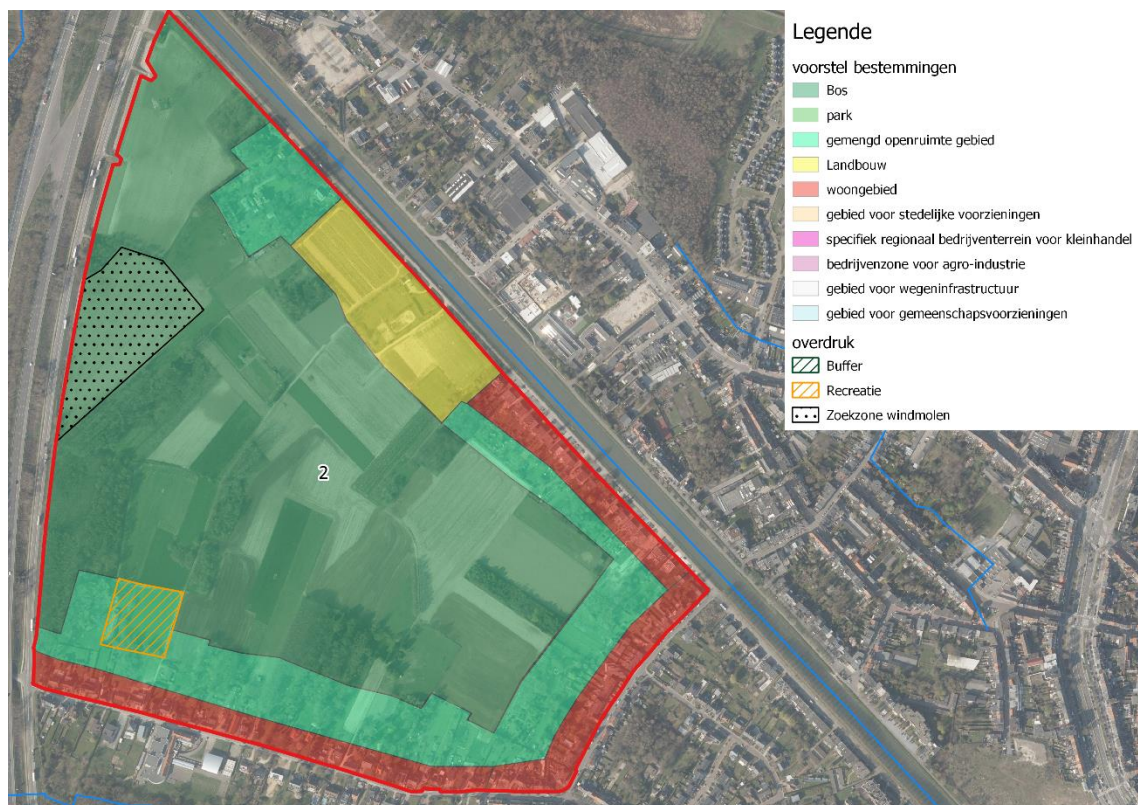 Legende
voorstel bestemmingen
Bos
park
gemengd openruimte gebied
Landbouw
woongebied
gebied voor stedelijke voorzieningen
specifiek regionaal bedrijventerrein voor kleinhandel
bedrijvenzone voor agro-industrie
gebied voor wegeninfrastructuur
gebied voor gemeenschapsvoorzieningen
overdruk
Buffer
Recreatie
Zoekzone windmolen
2